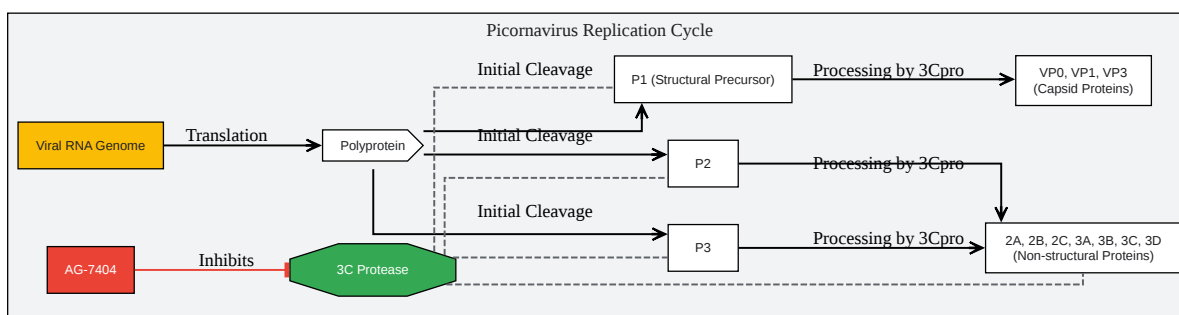 Picornavirus Replication Cycle
Initial Cleavage
P1 (Structural Precursor)
Processing by 3Cpro
VP0, VP1, VP3
(Capsid Proteins)
Viral RNA Genome
Translation
Polyprotein
Initial Cleavage
P2
Processing by 3Cpro
Initial Cleavage
P3
Processing by 3Cpro
2A, 2B, 2C, 3A, 3B, 3C, 3D
(Non-structural Proteins)
AG-7404
Inhibits
3C Protease